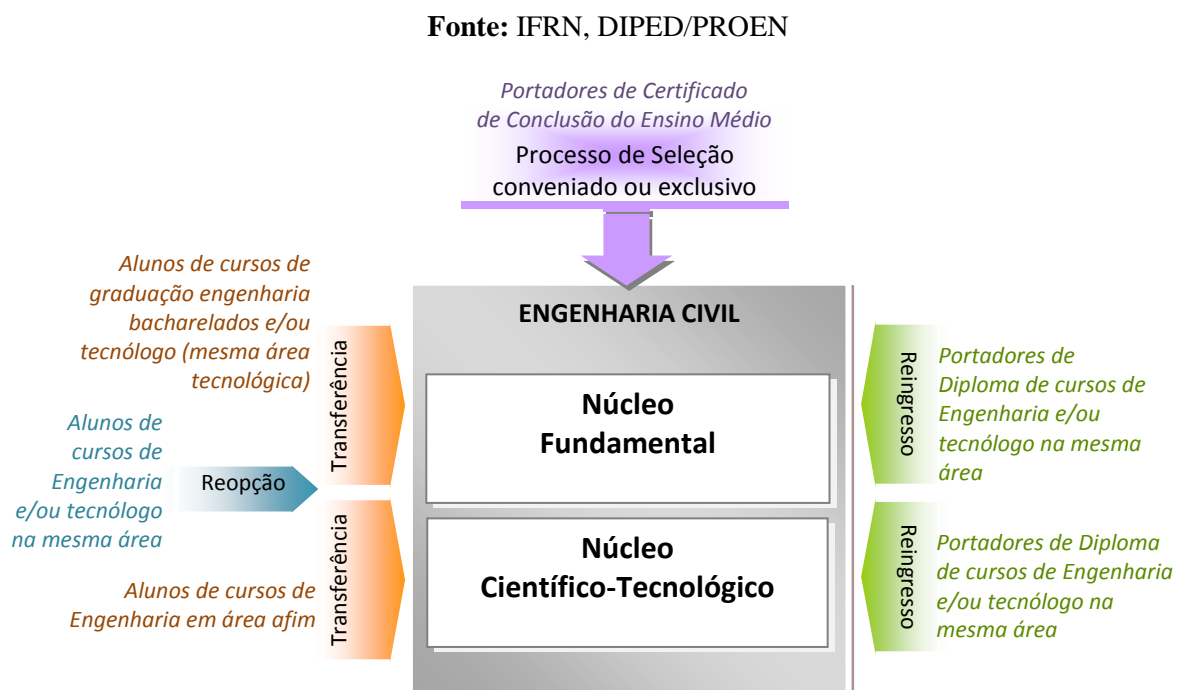 Fonte: IFRN, DIPED/PROEN
Portadores de Certificado
de Conclusão do Ensino Médio
Processo de Seleção
conveniado ou exclusivo
Alunos de cursos de
graduação engenharia
bacharelados e/ou
tecnólogo (mesma área
tecnológica)
Transferência
Alunos de
cursos de
Engenharia
e/ou tecnólogo
na mesma área
Reopção
Alunos de cursos de
Engenharia em área afim
Transferência
ENGENHARIA CIVIL
Núcleo
Fundamental
Núcleo
Científico-Tecnológico
Reingresso
Portadores de
Diploma de cursos de
Engenharia e/ou
tecnólogo na mesma
área
Reingresso
Portadores de Diploma
de cursos de Engenharia
e/ou tecnólogo na
mesma área